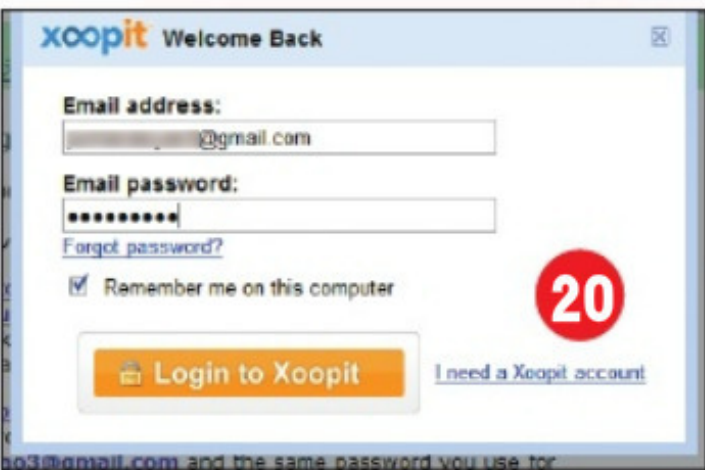 xoopit Welcome Back
Email address:
@gmail.com
Email password:
•••••••••
Forgot password?
Remember me on this computer
20
Login to Xoopit
I need a Xoopit account
@gmail.com and the same password you use for